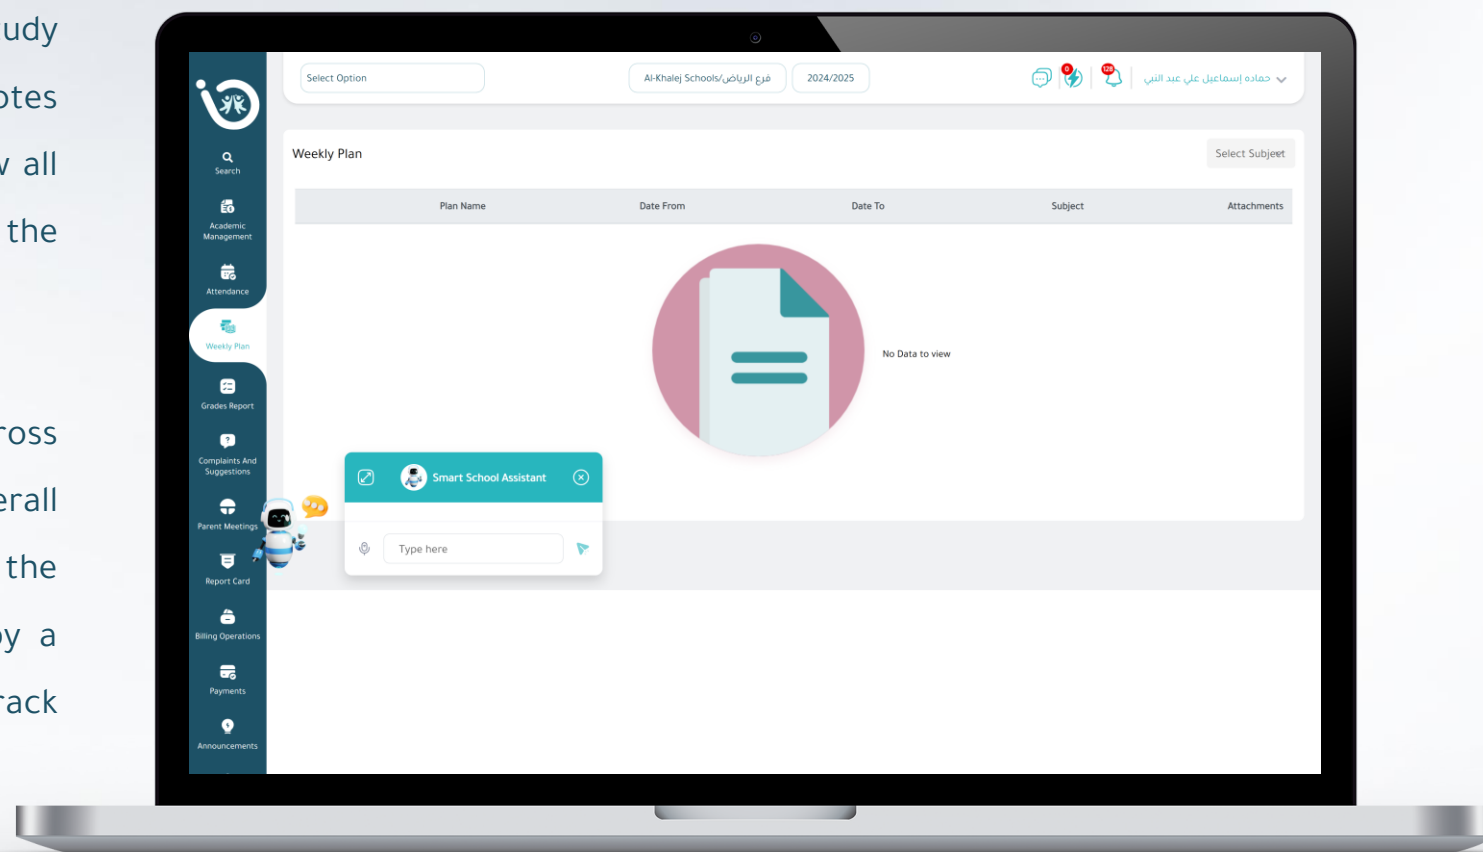 udy
otes
w all
the
ross
erall
the
by a
rack
Select Option
Al-Khalej Schools/فرع الرياض
2024/2025
0
128
حماده إسماعيل علي عبد النبي
Search
Academic
Management
Attendance
Weekly Plan
Grades Report
Complaints And
Suggestions
Parent Meetings
Report Card
Billing Operations
Payments
Announcements
Weekly Plan
Select Subject
Plan Name Date From Date To Subject Attachments
No Data to view
Smart School Assistant
Type here